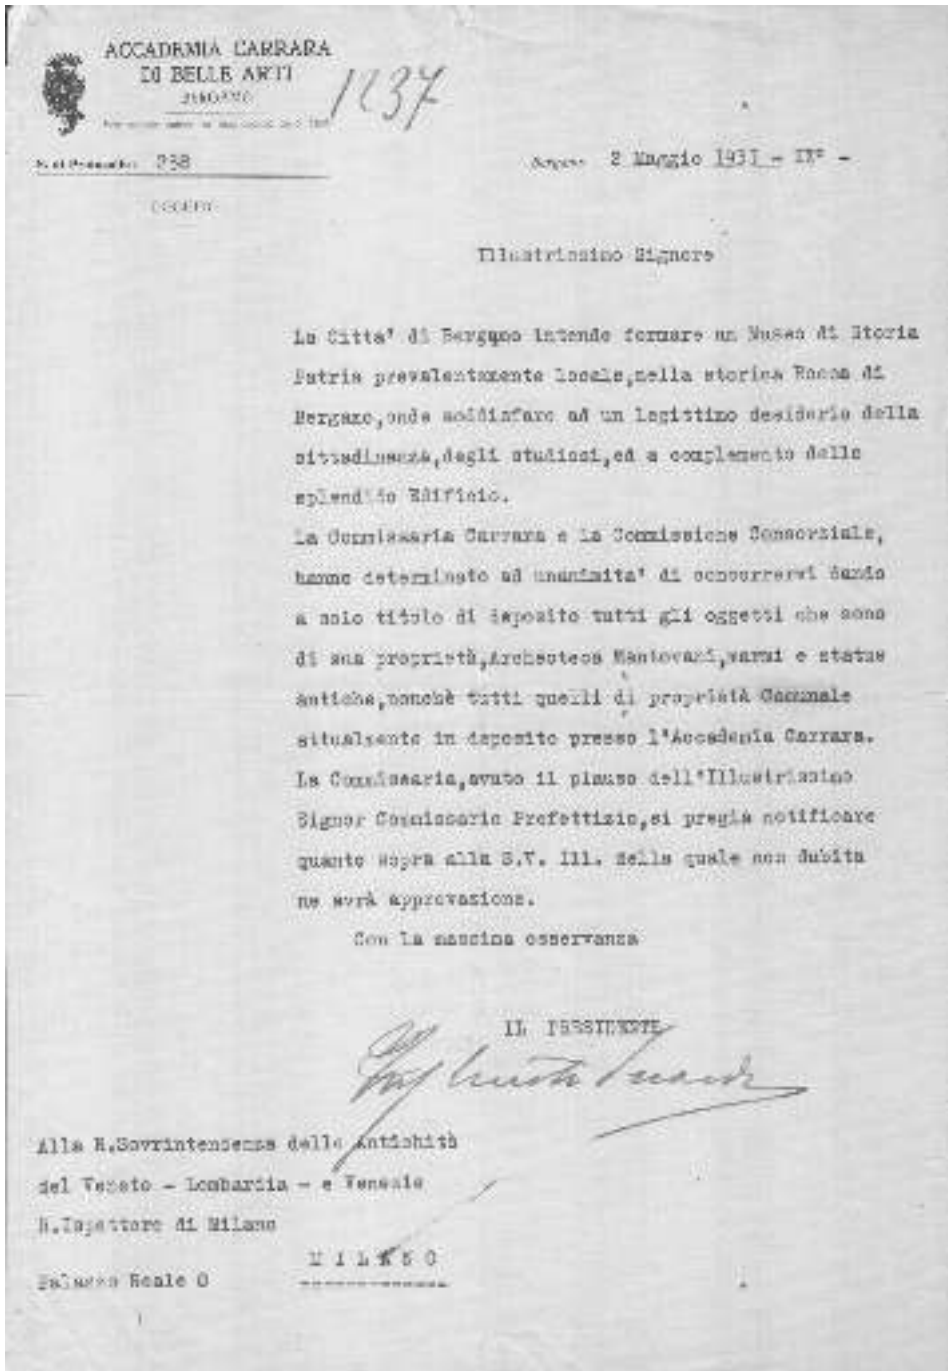 ACCADEMIA CARRARA
DI BELLE ARTI
BERGAMO
1237
N. di Protocollo: 238
OGGETTO
Bergamo 2 Maggio 1931 - IX° -
Illustrissimo Signore
La Citta' di Bergamo intende formare un Museo di Storia
Patria prevalentemente locale,nella storica Rocca di
Bergamo,onde soddisfare ad un legittimo desiderio della
cittadinanza,degli studiosi,ed a complemento dello
splendido Edificio.
La Commissaria Carrara e la Commissione Consorziale,
hanno determinato ad unanimita' di concorrervi dando
a solo titolo di deposito tutti gli oggetti che sono
di sua proprietà,Archeoteca Mantovani,marmi e statue
antiche,nonchè tutti quelli di proprietà Comunale
attualmente in deposito presso l'Accademia Carrara.
La Commissaria,avuto il plauso dell'Illustrissimo
Signor Commissario Prefettizio,si pregia notificare
quanto sopra alla S.V. Ill. della quale non dubita
ne avrà approvazione.
Con la massima osservanza
IL PRESIDENTE
Alla R.Sovrintendenza delle Antichità
del Veneto - Lombardia - e Venezie
R.Ispettore di Milano
MILANO
Palazzo Reale 0